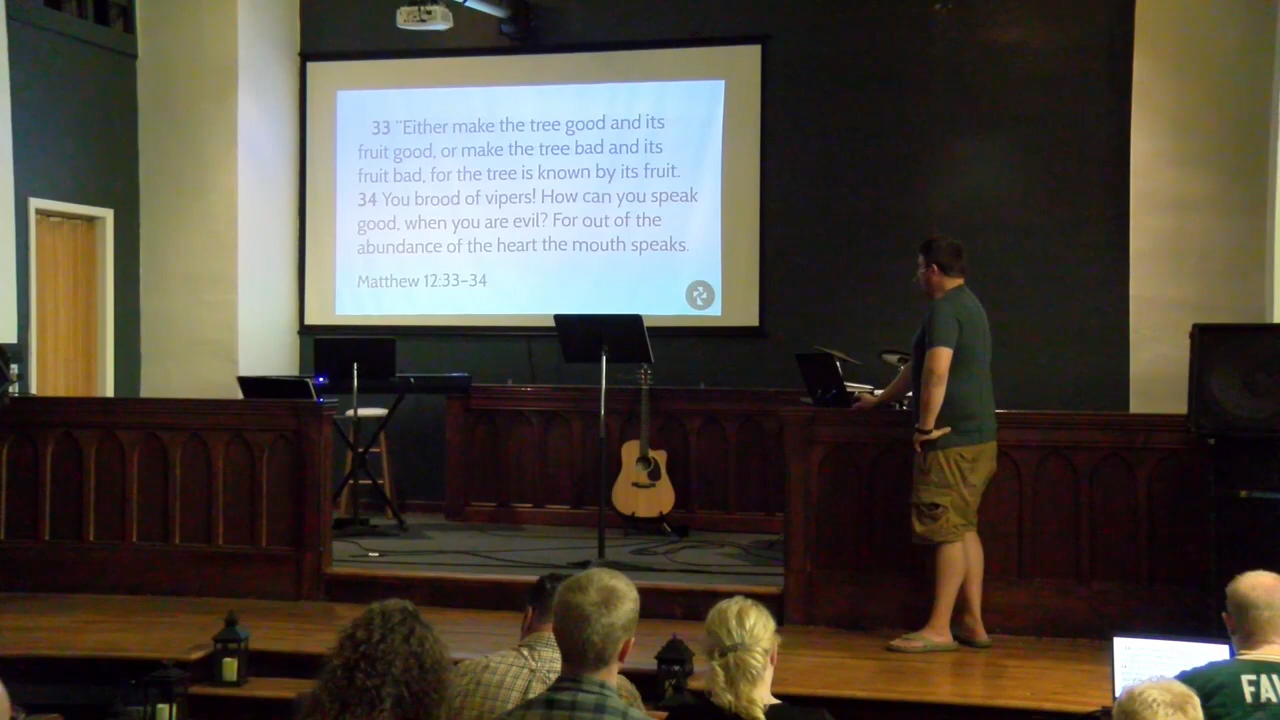 33 “Either make the tree good and its
fruit good, or make the tree bad and its
fruit bad, for the tree is known by its fruit.
34 You brood of vipers! How can you speak
good, when you are evil? For out of the
abundance of the heart the mouth speaks.
Matthew 12:33–34